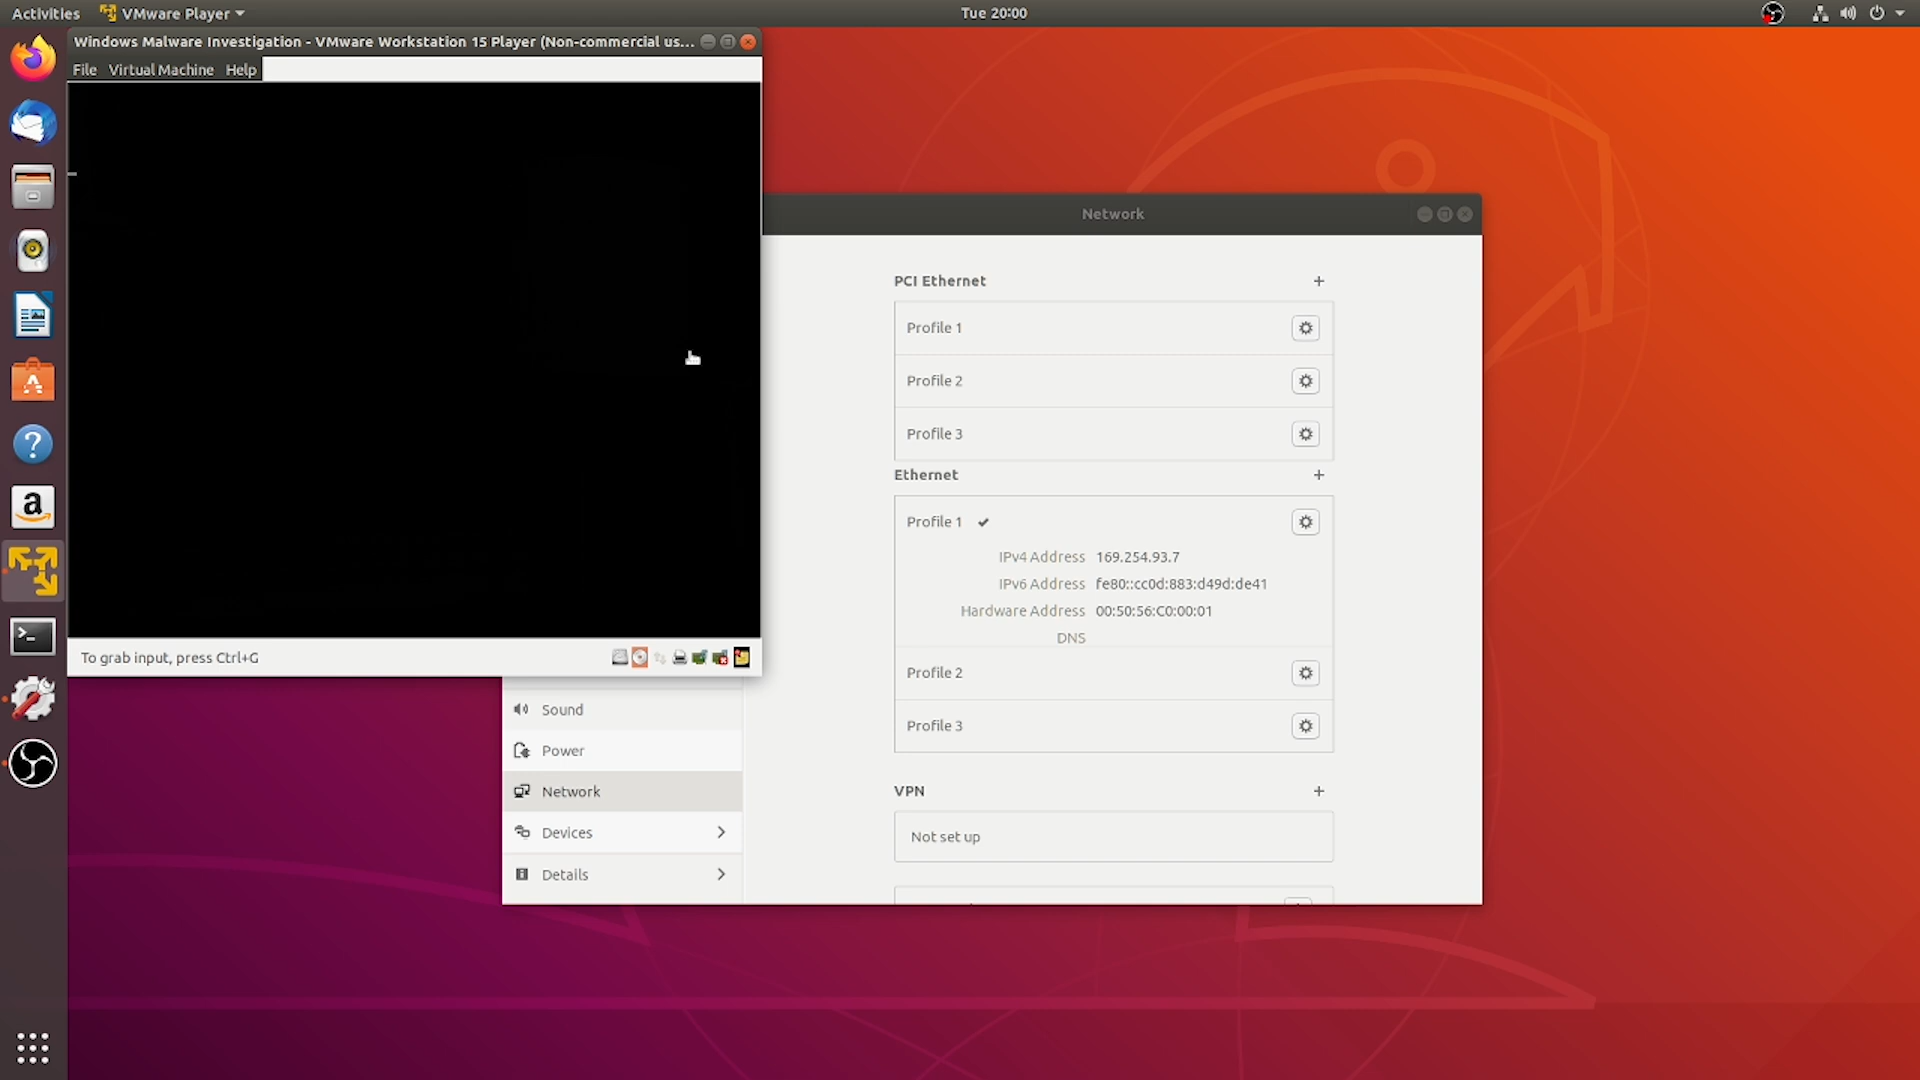 Activities
VMware Player
Tue 20:00
Windows Malware Investigation - VMware Workstation 15 Player (Non-commercial us...
File Virtual Machine Help
To grab input, press Ctrl+G
Network
PCI Ethernet
Profile 1
Profile 2
Profile 3
Ethernet
Profile 1
IPv4 Address 169.254.93.7
IPv6 Address fe80::cc0d:883:d49d:de41
Hardware Address 00:50:56:C0:00:01
DNS
Profile 2
Profile 3
VPN
Not set up
Sound
Power
Network
Devices
Details